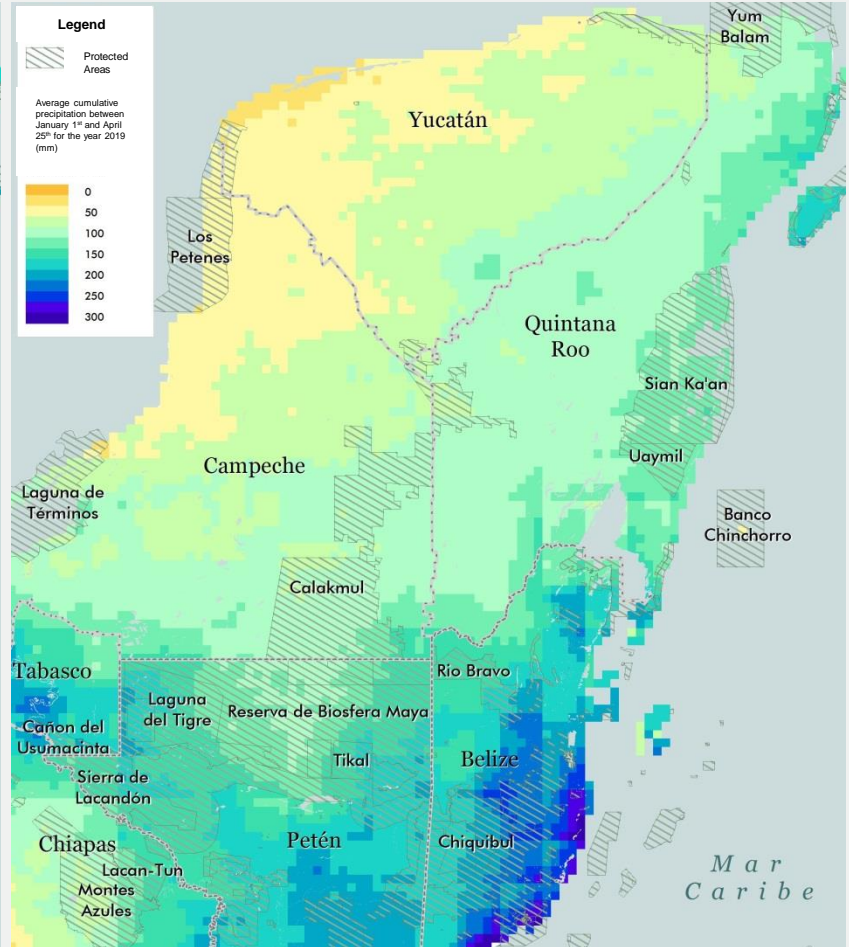 Legend
Protected
Areas
Average cumulative
precipitation between
January 1st and April
25th for the year 2019
(mm)
0
50
100
150
200
250
300
Yum
Balam
Yucatán
Los
Petenes
Quintana
Roo
Sian Ka'an
Uaymil
Campeche
Laguna de
Términos
Banco
Chinchorro
Calakmul
Tabasco
Rio Bravo
Laguna
del Tigre
Reserva de Biosfera Maya
Cañon del
Usumacinta
Tikal
Belize
Sierra de
Lacandón
Petén
Chiquibul
Chiapas
Lacan-Tun
Montes
Azules
Mar
Caribe